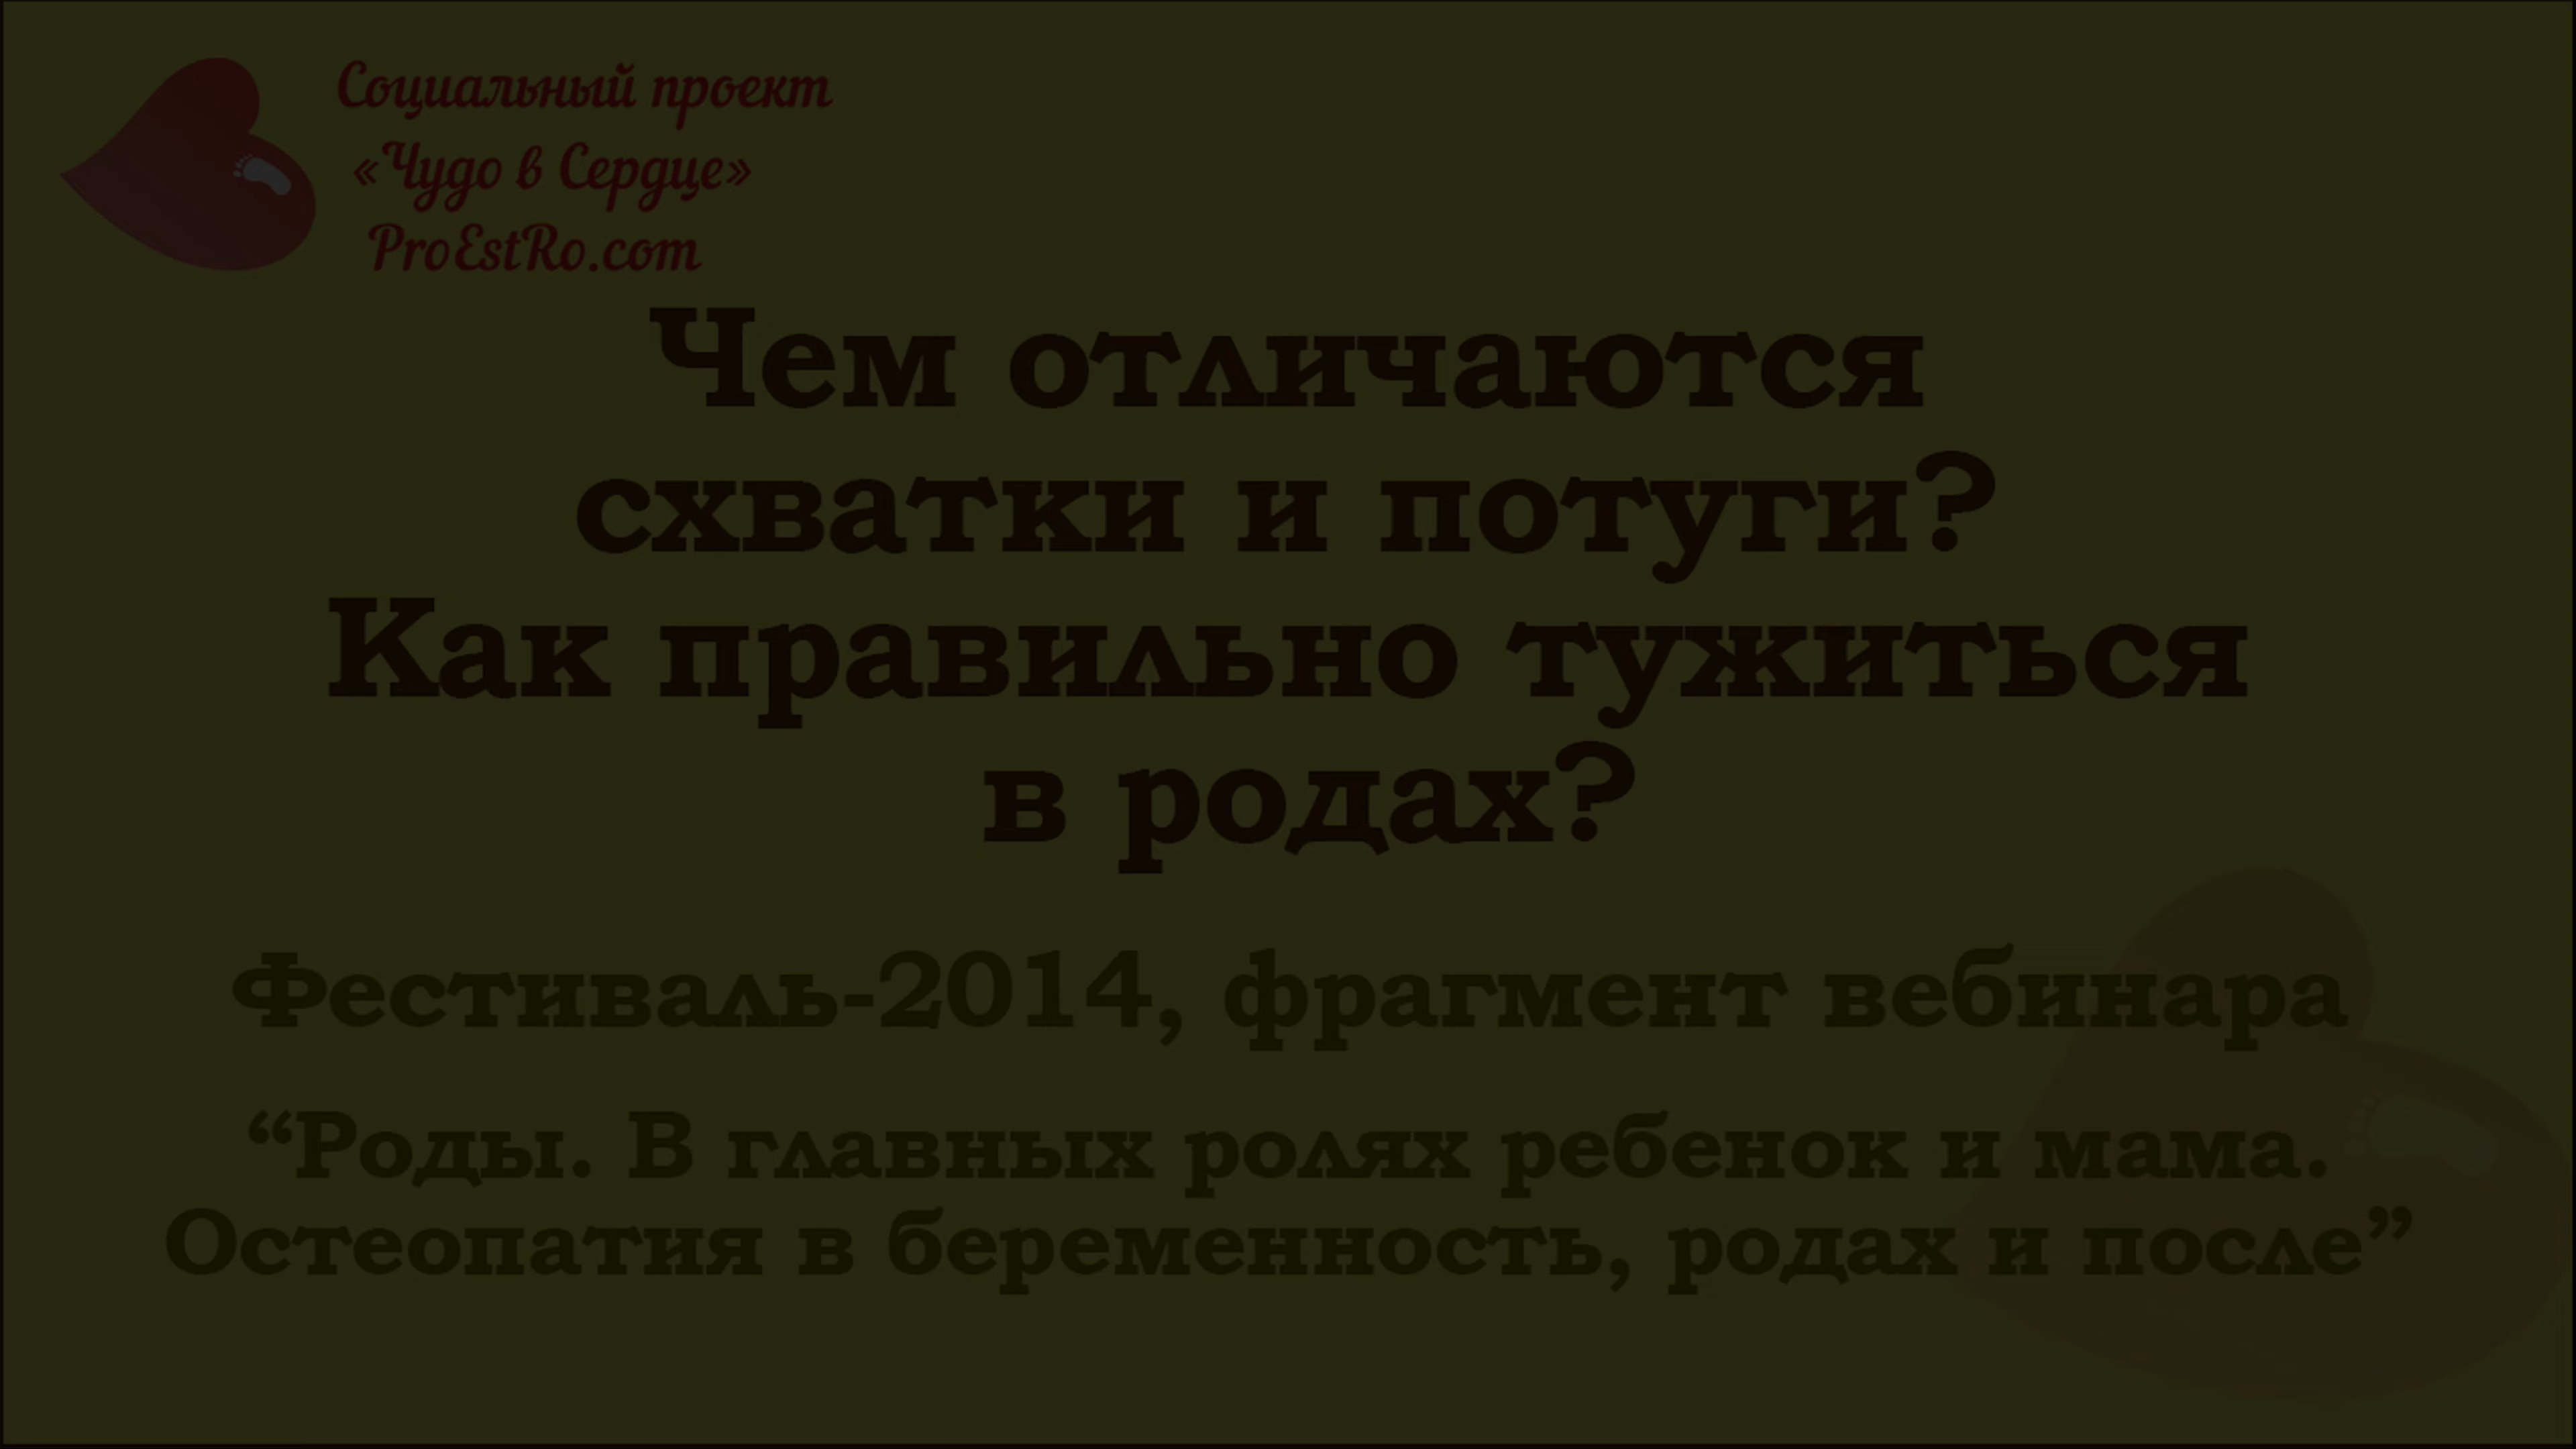 Социальный проект
«Чудо в Сердце»
ProEstRo.com
Чем отличаются
схватки и потуги?
Как правильно тужиться
в родах?
Фестиваль-2014, фрагмент вебинара
“Роды. В главных ролях ребенок и мама.
Остеопатия в беременность, родах и после”